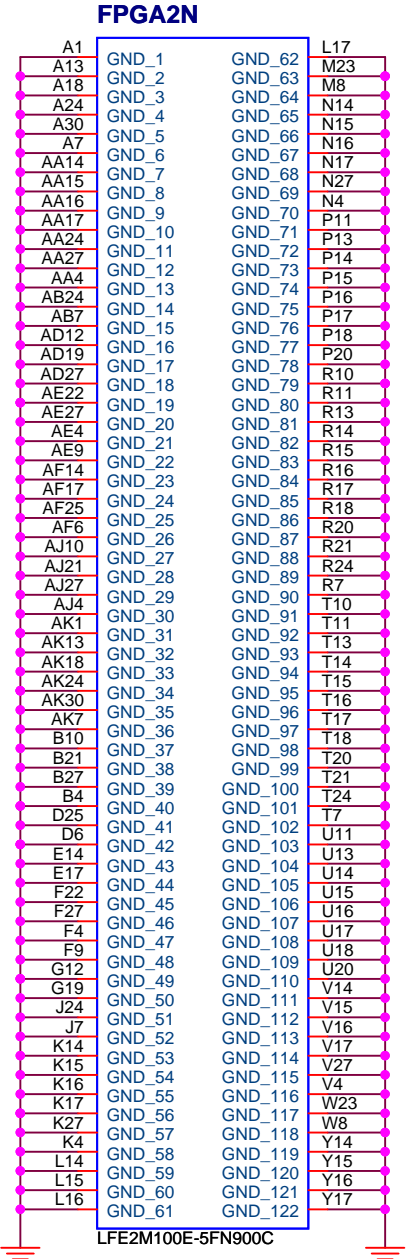 FPGA2N
A1 GND_1 GND_62 L17
A13 GND_2 GND_63 M23
A18 GND_3 GND_64 M8
A24 GND_4 GND_65 N14
A30 GND_5 GND_66 N15
A7 GND_6 GND_67 N16
AA14 GND_7 GND_68 N17
AA15 GND_8 GND_69 N27
AA16 GND_9 GND_70 N4
AA17 GND_10 GND_71 P11
AA24 GND_11 GND_72 P13
AA27 GND_12 GND_73 P14
AA4 GND_13 GND_74 P15
AB24 GND_14 GND_75 P16
AB7 GND_15 GND_76 P17
AD12 GND_16 GND_77 P18
AD19 GND_17 GND_78 P20
AD27 GND_18 GND_79 R10
AE22 GND_19 GND_80 R11
AE27 GND_20 GND_81 R13
AE4 GND_21 GND_82 R14
AE9 GND_22 GND_83 R15
AF14 GND_23 GND_84 R16
AF17 GND_24 GND_85 R17
AF25 GND_25 GND_86 R18
AF6 GND_26 GND_87 R20
AJ10 GND_27 GND_88 R21
AJ21 GND_28 GND_89 R24
AJ27 GND_29 GND_90 R7
AJ4 GND_30 GND_91 T10
AK1 GND_31 GND_92 T11
AK13 GND_32 GND_93 T13
AK18 GND_33 GND_94 T14
AK24 GND_34 GND_95 T15
AK30 GND_35 GND_96 T16
AK7 GND_36 GND_97 T17
B10 GND_37 GND_98 T18
B21 GND_38 GND_99 T20
B27 GND_39 GND_100 T21
B4 GND_40 GND_101 T24
D25 GND_41 GND_102 T7
D6 GND_42 GND_103 U11
E14 GND_43 GND_104 U13
E17 GND_44 GND_105 U14
F22 GND_45 GND_106 U15
F27 GND_46 GND_107 U16
F4 GND_47 GND_108 U17
F9 GND_48 GND_109 U18
G12 GND_49 GND_110 U20
G19 GND_50 GND_111 V14
J24 GND_51 GND_112 V15
J7 GND_52 GND_113 V16
K14 GND_53 GND_114 V17
K15 GND_54 GND_115 V27
K16 GND_55 GND_116 V4
K17 GND_56 GND_117 W23
K27 GND_57 GND_118 W8
K4 GND_58 GND_119 Y14
L14 GND_59 GND_120 Y15
L15 GND_60 GND_121 Y16
L16 GND_61 GND_122 Y17
LFE2M100E-5FN900C